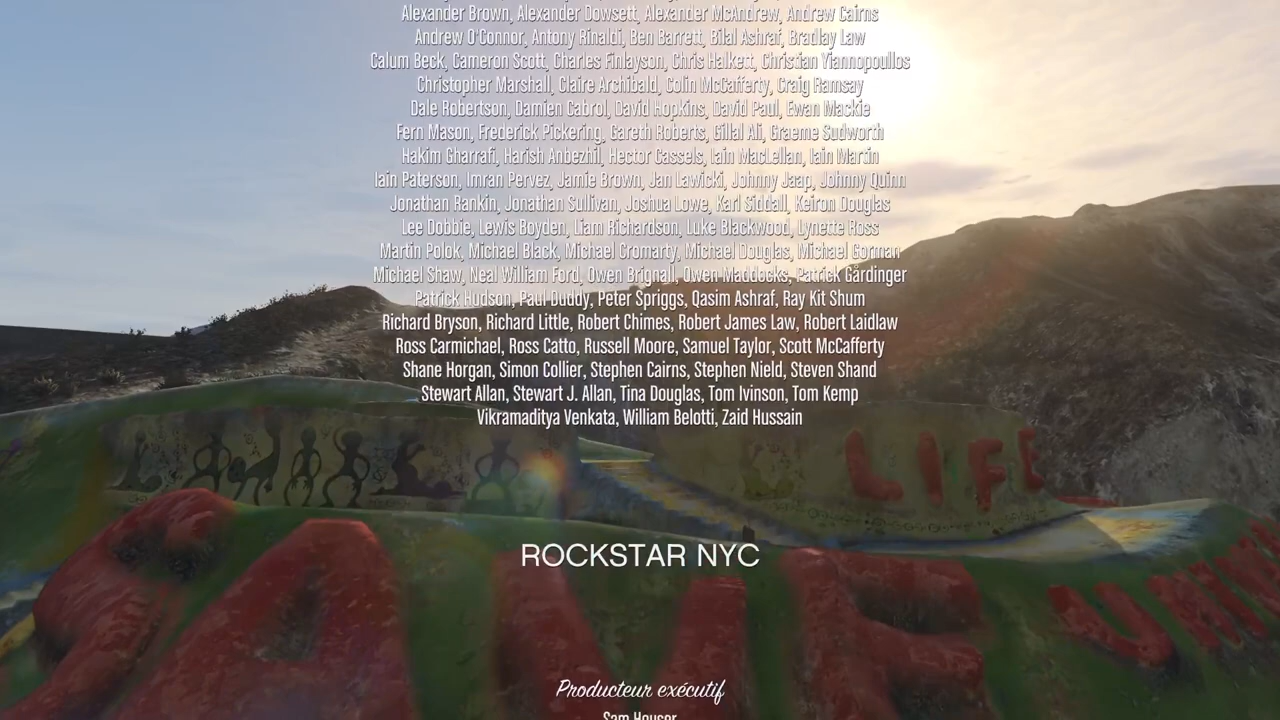 Alexander Brown, Alexander Dowsett, Alexander McAndrew, Andrew Cairns
Andrew O'Connor, Antony Rinaldi, Ben Barrett, Bilal Ashraf, Bradlay Law
Calum Beck, Cameron Scott, Charles Finlayson, Chris Halkett, Christian Yiannopoullos
Christopher Marshall, Claire Archibald, Colin McCafferty, Craig Ramsay
Dale Robertson, Damien Cabrol, David Hopkins, David Paul, Ewan Mackie
Fern Mason, Frederick Pickering, Gareth Roberts, Gillal Ali, Graeme Sudworth
Hakim Gharrafi, Harish Anbezhil, Hector Cassels, Iain MacLellan, Iain Martin
Iain Paterson, Imran Pervez, Jamie Brown, Jan Lawicki, Johnny Jaap, Johnny Quinn
Jonathan Rankin, Jonathan Sullivan, Joshua Lowe, Karl Siddall, Keiron Douglas
Lee Dobbie, Lewis Boyden, Liam Richardson, Luke Blackwood, Lynette Ross
Martin Polok, Michael Black, Michael Cromarty, Michael Douglas, Michael Gorman
Michael Shaw, Neal William Ford, Owen Brignall, Owen Maddocks, Patrick Gårdinger
Patrick Hudson, Paul Duddy, Peter Spriggs, Qasim Ashraf, Ray Kit Shum
Richard Bryson, Richard Little, Robert Chimes, Robert James Law, Robert Laidlaw
Ross Carmichael, Ross Catto, Russell Moore, Samuel Taylor, Scott McCafferty
Shane Horgan, Simon Collier, Stephen Cairns, Stephen Nield, Steven Shand
Stewart Allan, Stewart J. Allan, Tina Douglas, Tom Ivinson, Tom Kemp
Vikramaditya Venkata, William Belotti, Zaid Hussain
LIFE
ROCKSTAR NYC
Producteur exécutif
Sam Houser